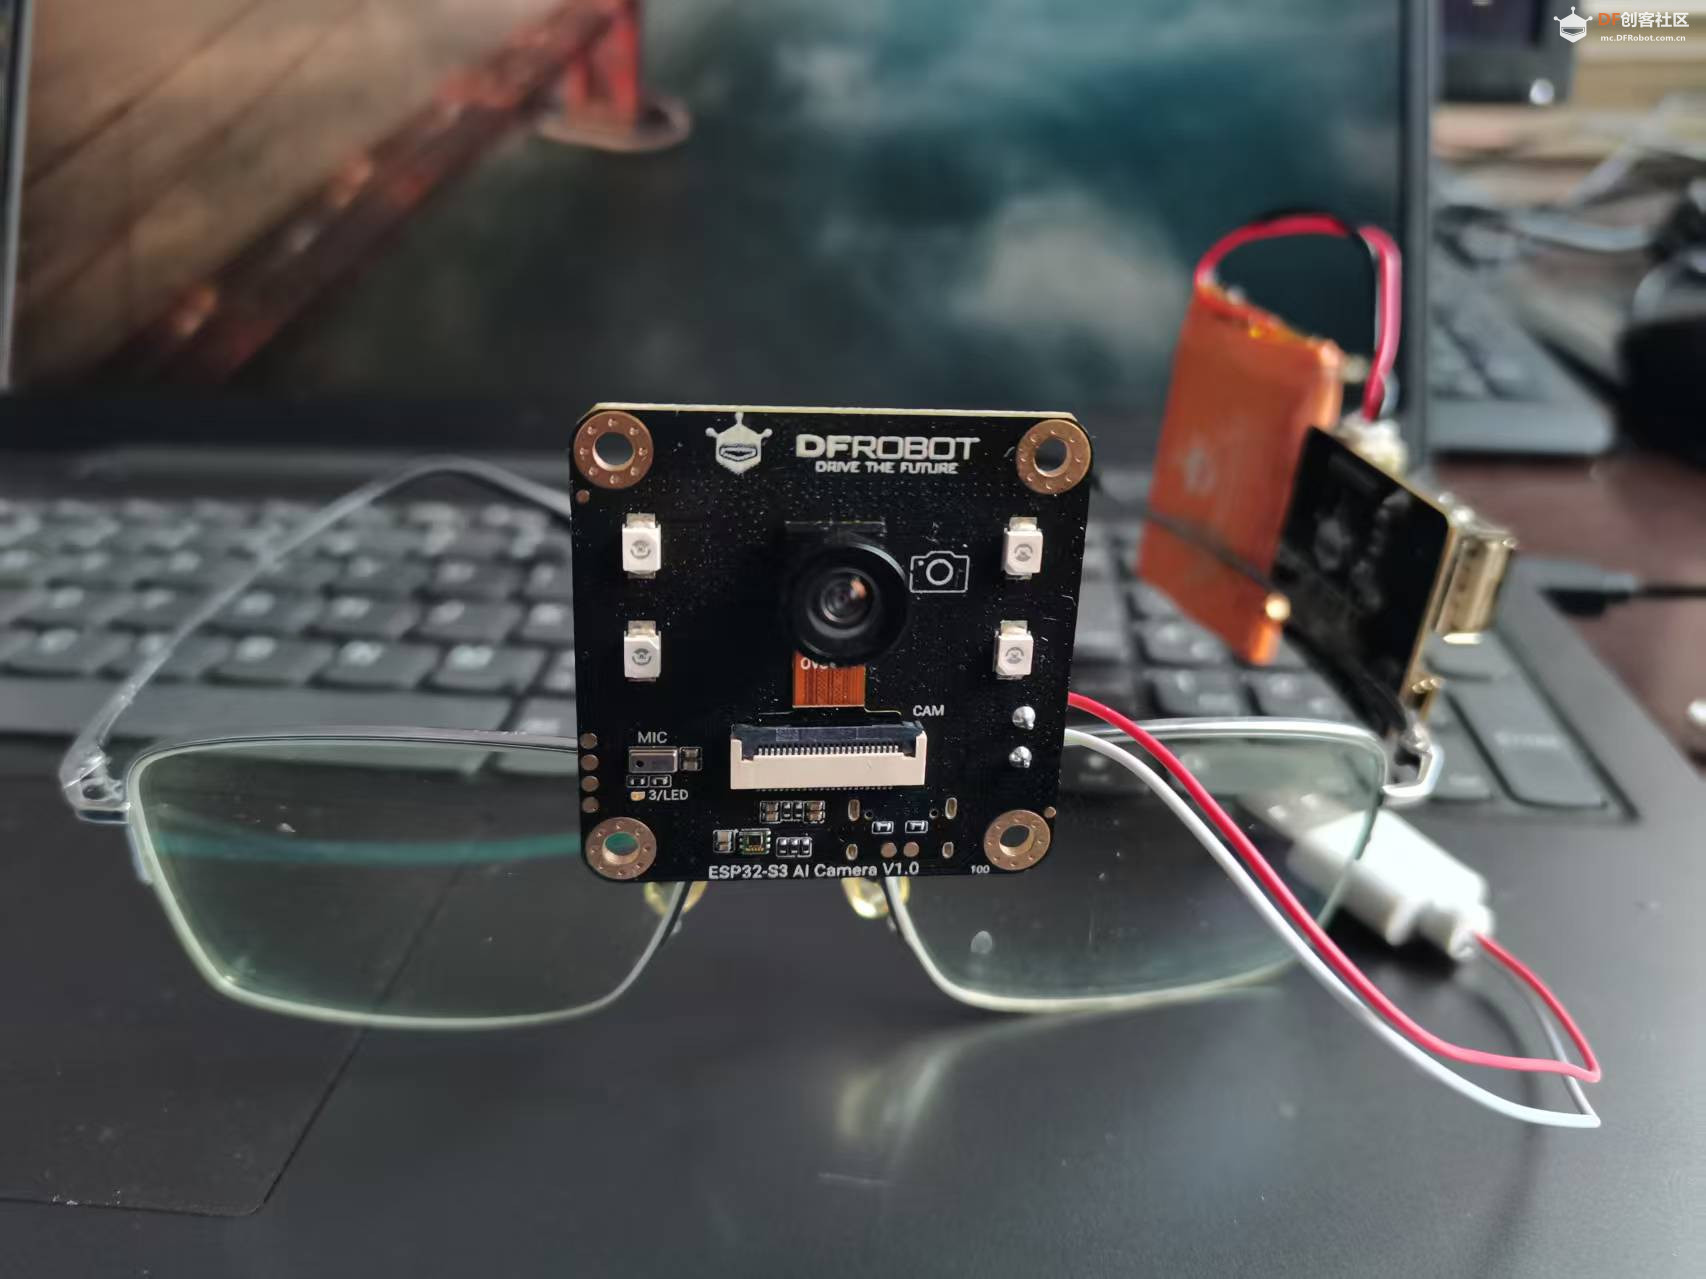 DF创客社区
mc.DFRobot.com.cn
DFROBOT
DRIVE THE FUTURE
CAM
MIC
3/LED
ESP32-S3 AI Camera V1.0
100